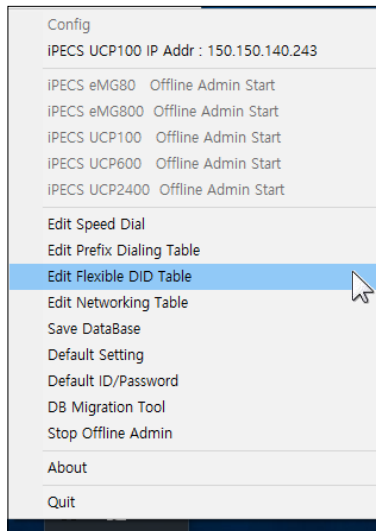 Config
iPECS UCP100 IP Addr : 150.150.140.243
iPECS eMG80 Offline Admin Start
iPECS eMG800 Offline Admin Start
iPECS UCP100 Offline Admin Start
iPECS UCP600 Offline Admin Start
iPECS UCP2400 Offline Admin Start
Edit Speed Dial
Edit Prefix Dialing Table
Edit Flexible DID Table
Edit Networking Table
Save DataBase
Default Setting
Default ID/Password
DB Migration Tool
Stop Offline Admin
About
Quit